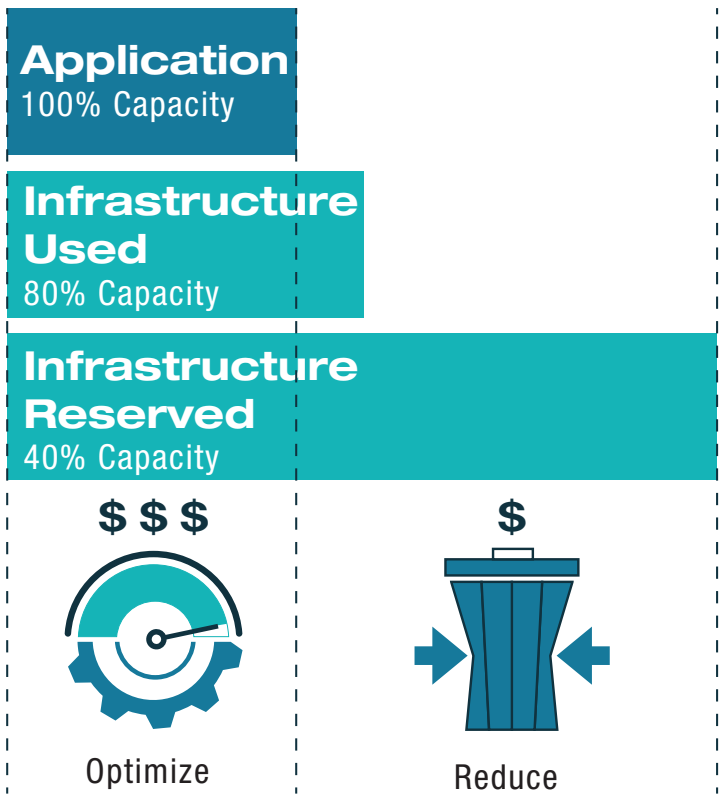 Application
100% Capacity
Infrastructure
Used
80% Capacity
Infrastructure
Reserved
40% Capacity
$ $ $
$
Optimize
Reduce